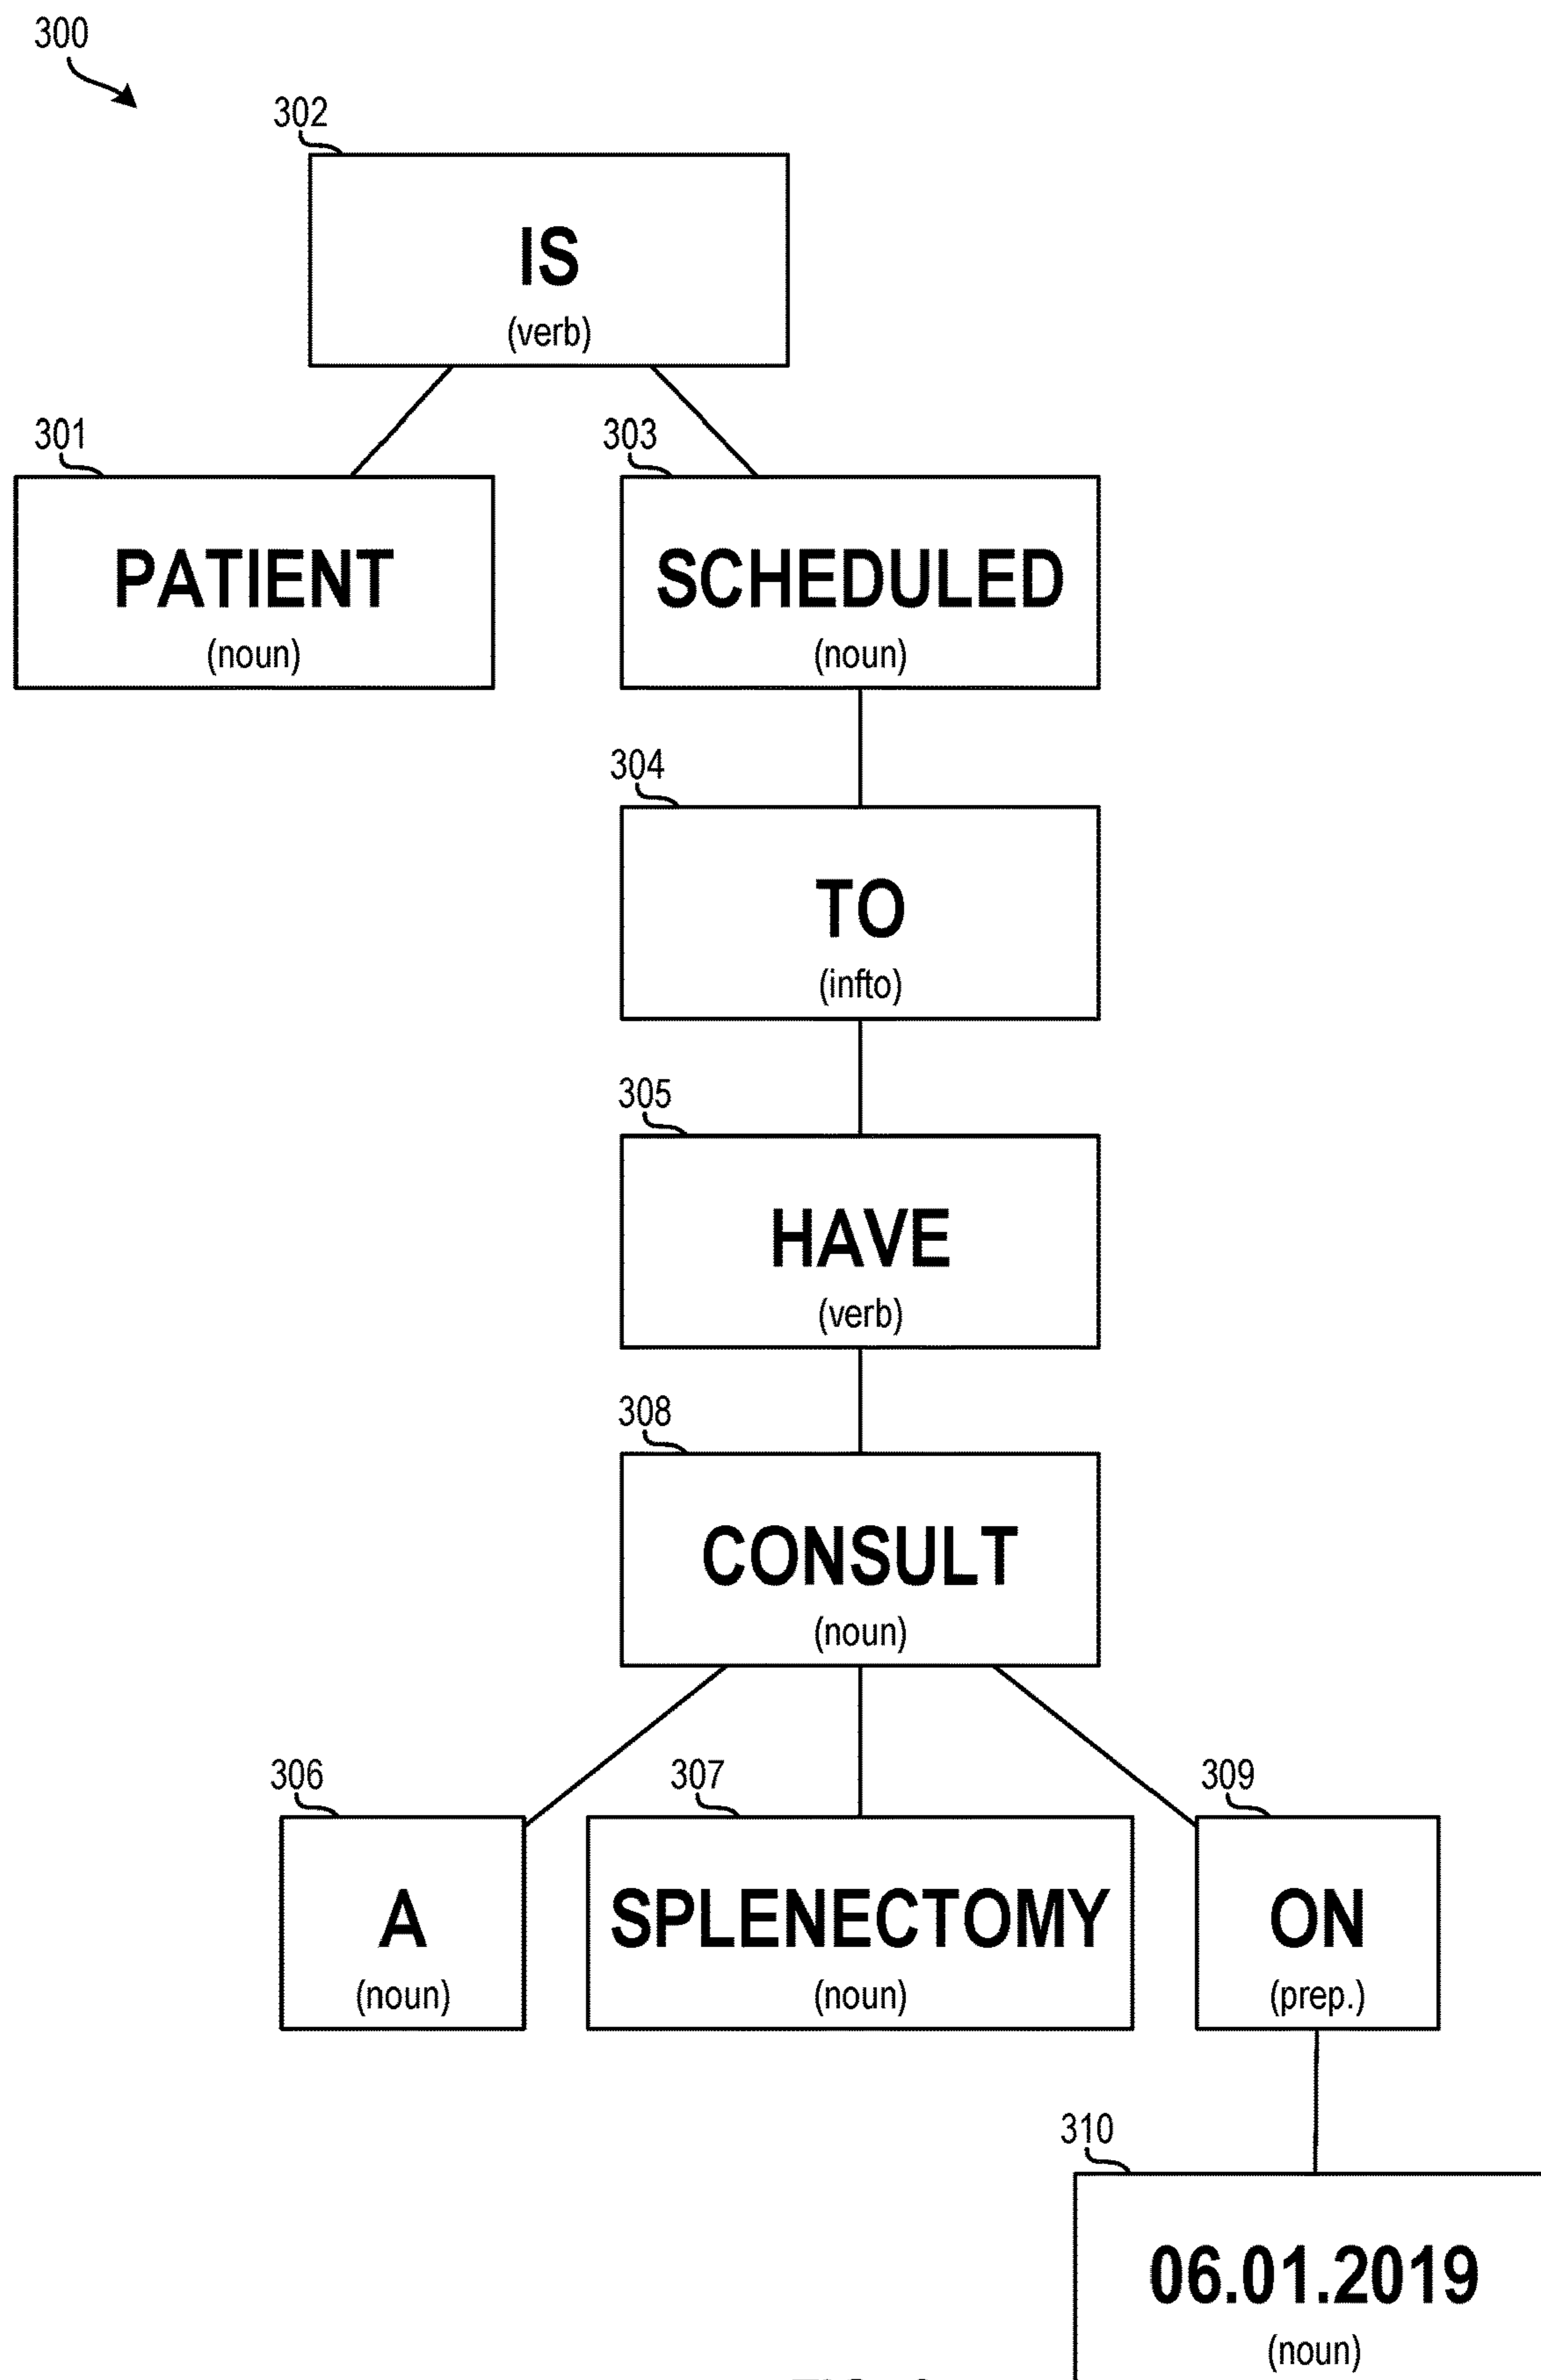 300
302
IS
(verb)
301
303
PATIENT
(noun)
SCHEDULED
(noun)
304
TO
(infto)
305
HAVE
(verb)
308
CONSULT
(noun)
306
307
309
A
(noun)
SPLENECTOMY
(noun)
ON
(prep.)
310
06.01.2019
(noun)